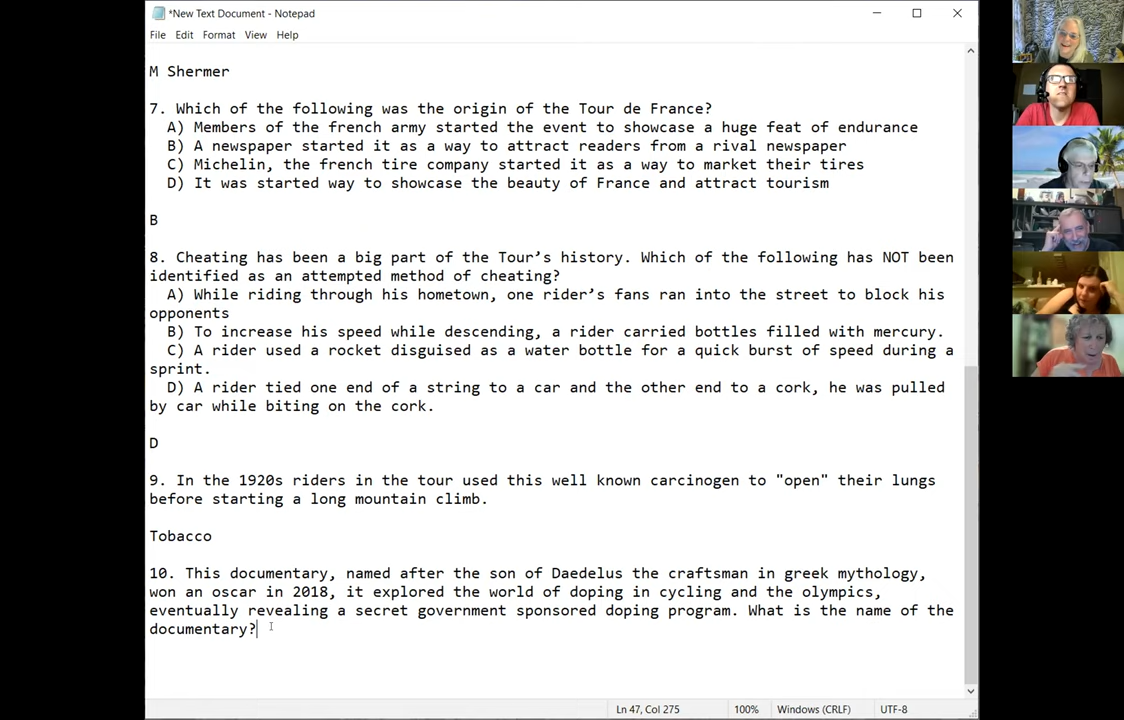 *New Text Document - Notepad
File Edit Format View Help
M Shermer
7. Which of the following was the origin of the Tour de France?
A) Members of the french army started the event to showcase a huge feat of endurance
B) A newspaper started it as a way to attract readers from a rival newspaper
C) Michelin, the french tire company started it as a way to market their tires
D) It was started way to showcase the beauty of France and attract tourism
B
8. Cheating has been a big part of the Tour’s history. Which of the following has NOT been
identified as an attempted method of cheating?
A) While riding through his hometown, one rider’s fans ran into the street to block his
opponents
B) To increase his speed while descending, a rider carried bottles filled with mercury.
C) A rider used a rocket disguised as a water bottle for a quick burst of speed during a
sprint.
D) A rider tied one end of a string to a car and the other end to a cork, he was pulled
by car while biting on the cork.
D
9. In the 1920s riders in the tour used this well known carcinogen to "open" their lungs
before starting a long mountain climb.
Tobacco
10. This documentary, named after the son of Daedelus the craftsman in greek mythology,
won an oscar in 2018, it explored the world of doping in cycling and the olympics,
eventually revealing a secret government sponsored doping program. What is the name of the
documentary?
Ln 47, Col 275 100% Windows (CRLF) UTF-8